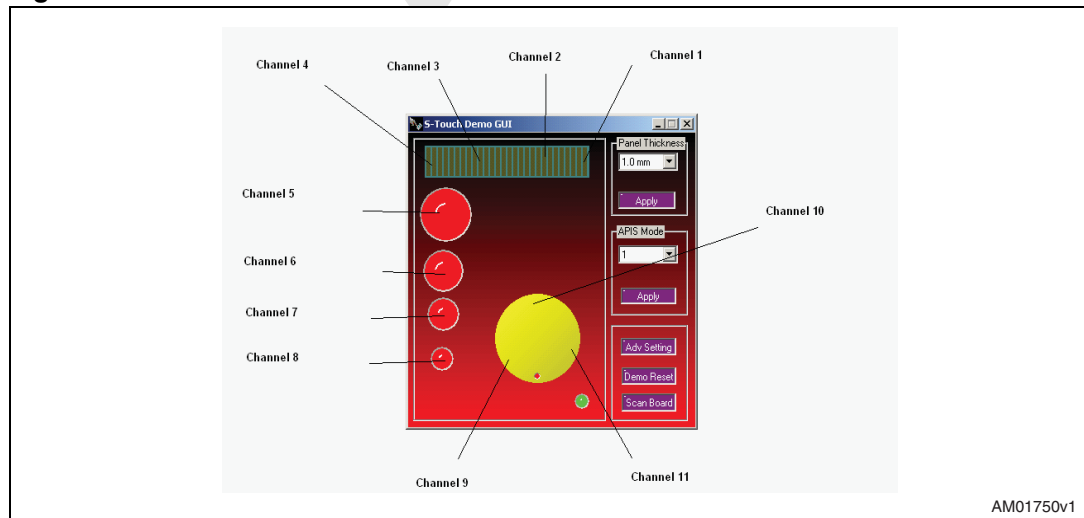 Channel 4
Channel 3
Channel 2
Channel 1
S-Touch Demo GUI
Panel Thickness
1.0 mm
Apply
Channel 5
Channel 10
APIS Mode
1
Channel 6
Apply
Channel 7
Channel 8
Adv Setting
Demo Reset
Scan Board
Channel 9
Channel 11
AM01750v1